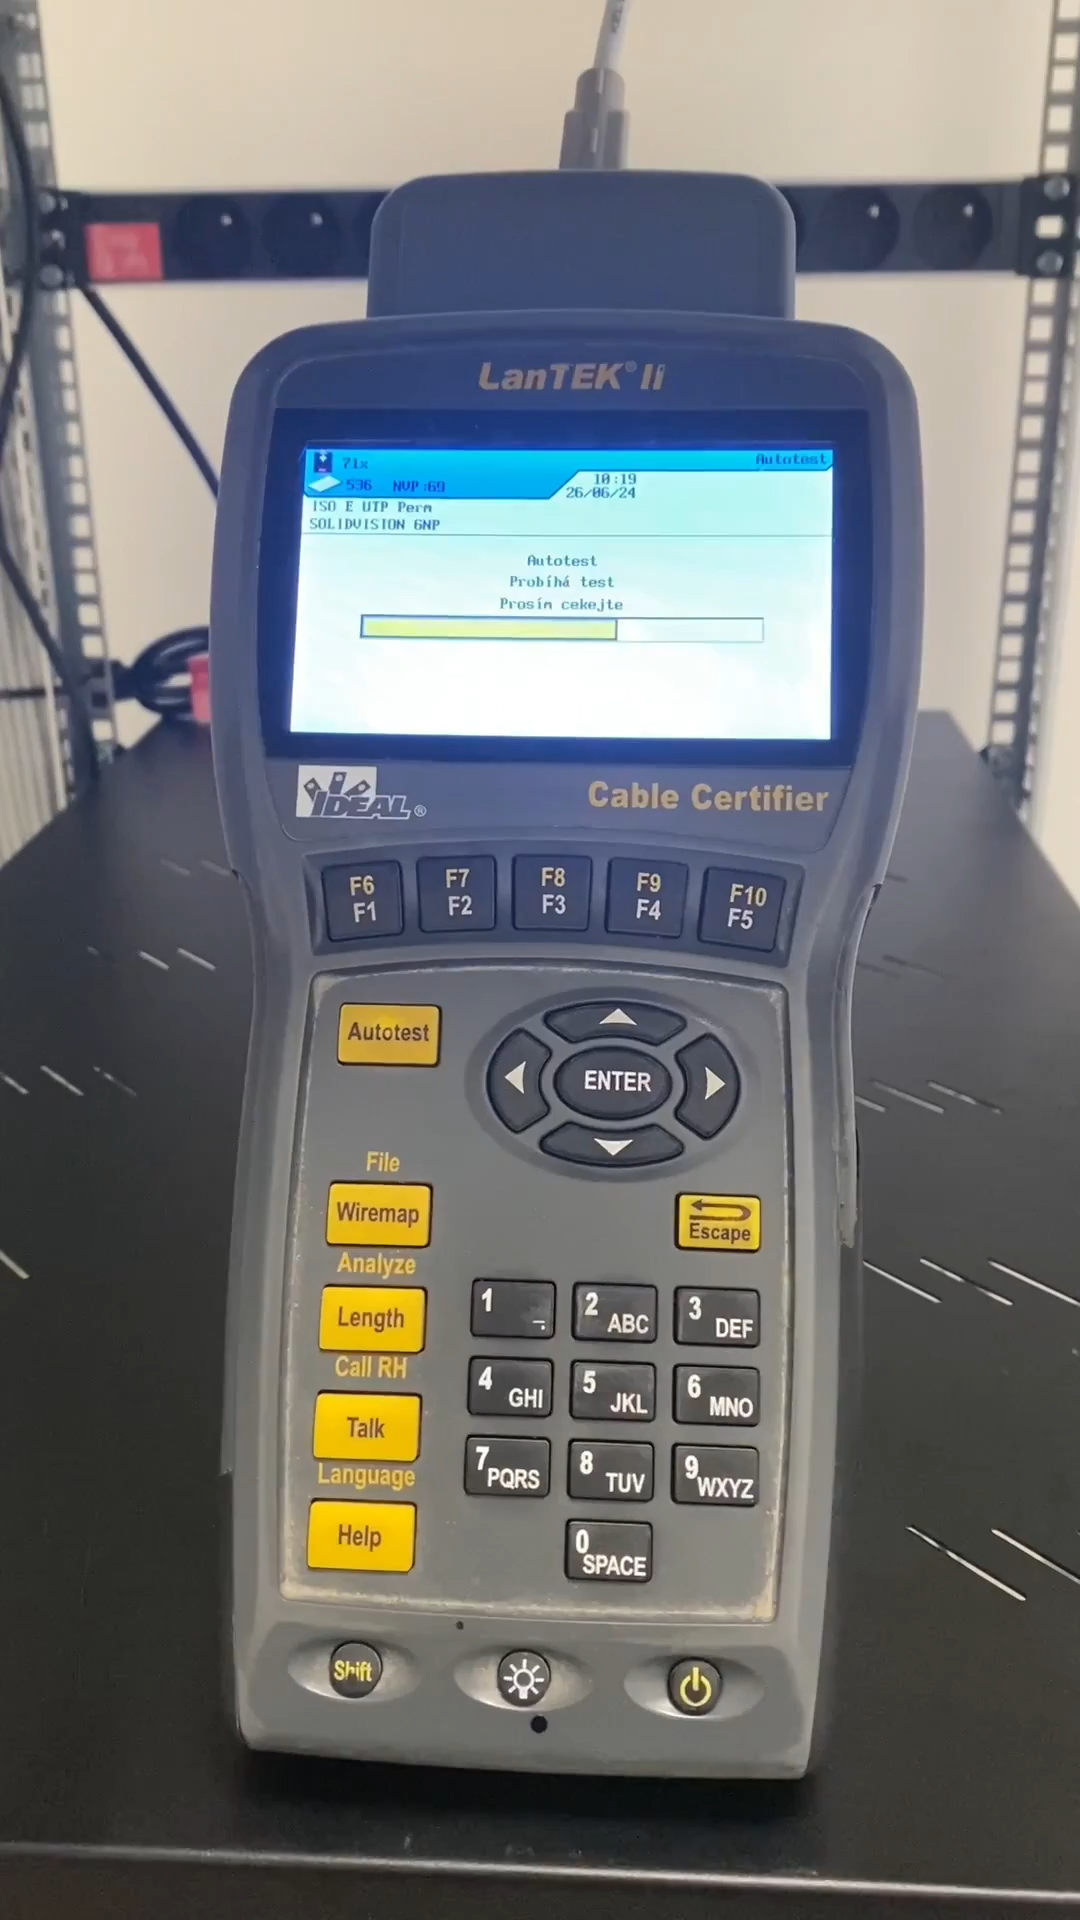 LanTEK® II
71%
Autotest
536 NVP:69
10:19
26/06/24
ISO E UTP Perm
SOLIDVISION 6NP
Autotest
Probíhá test
Prosím cekejte
IDEAL®
Cable Certifier
F6 F7 F8 F9 F10
F1 F2 F3 F4 F5
Autotest
ENTER
File
Wiremap
Escape
Analyze
Length
1 -.
2 ABC
3 DEF
Call RH
4 GHI
5 JKL
6 MNO
Talk
Language
7 PQRS
8 TUV
9 WXYZ
Help
0 SPACE
Shift